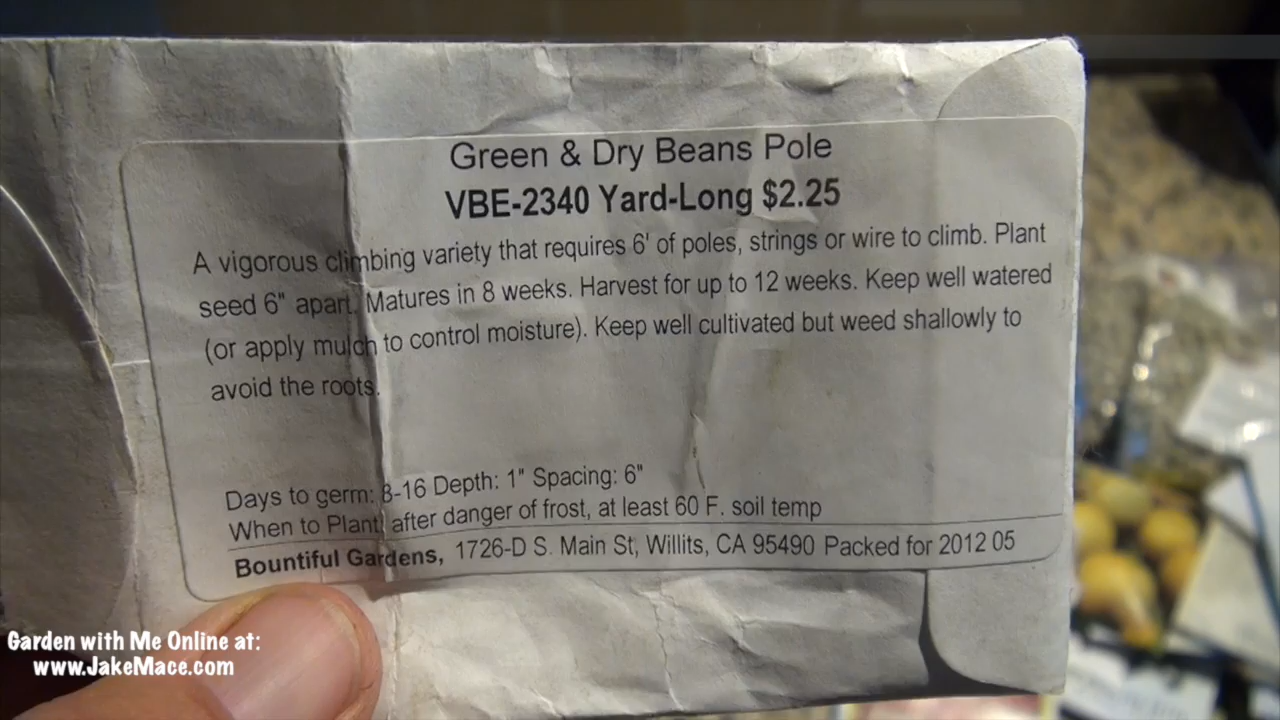 Green & Dry Beans Pole
VBE-2340 Yard-Long $2.25
A vigorous climbing variety that requires 6' of poles, strings or wire to climb. Plant
seed 6" apart. Matures in 8 weeks. Harvest for up to 12 weeks. Keep well watered
(or apply mulch to control moisture). Keep well cultivated but weed shallowly to
avoid the roots.
Days to germ: 8-16 Depth: 1" Spacing: 6"
When to Plant: after danger of frost, at least 60 F. soil temp
Bountiful Gardens, 1726-D S. Main St, Willits, CA 95490 Packed for 2012 05
Garden with Me Online at:
www.JakeMace.com